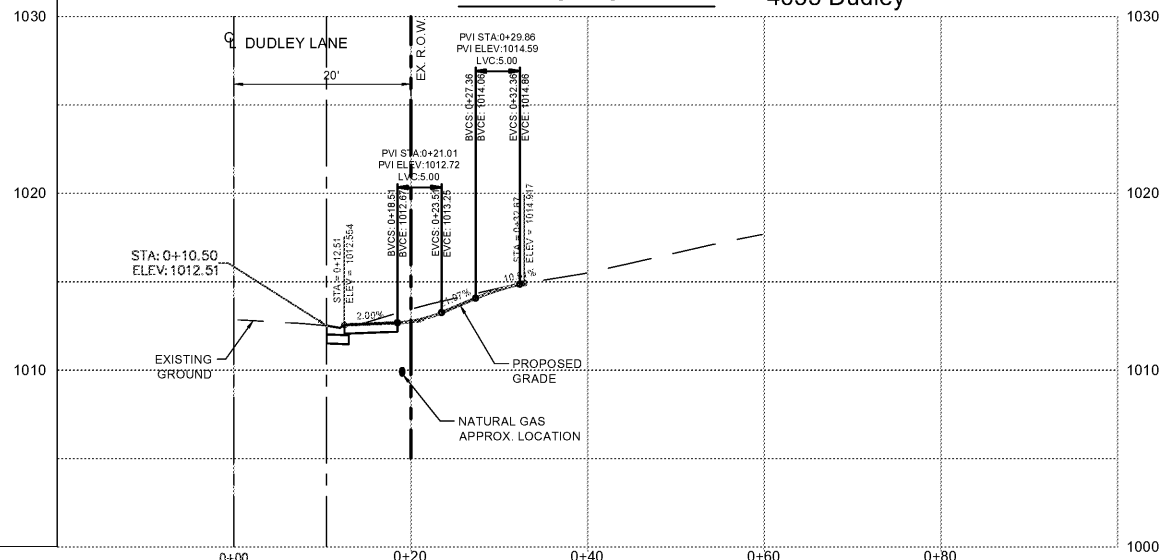 4055 Dudley
1030
1030
℄ DUDLEY LANE
20'
EX. R.O.W.
PVI STA:0+29.86
PVI ELEV:1014.59
LVC:5.00
BVCS: 0+27.36
BVCE: 1014.06
EVCS: 0+32.36
EVCE: 1014.86
PVI STA:0+21.01
PVI ELEV:1012.72
LVC:5.00
1020
1020
BVCS: 0+18.51
BVCE: 1012.67
EVCS: 0+23.51
EVCE: 1013.25
STA = 0+32.67
ELEV = 1014.917
STA = 0+12.51
ELEV = 1012.554
STA: 0+10.50
ELEV: 1012.51
2.00%
EXISTING
GROUND
PROPOSED
GRADE
1010
1010
NATURAL GAS
APPROX. LOCATION
1000
0+00
0+20
0+40
0+60
0+80